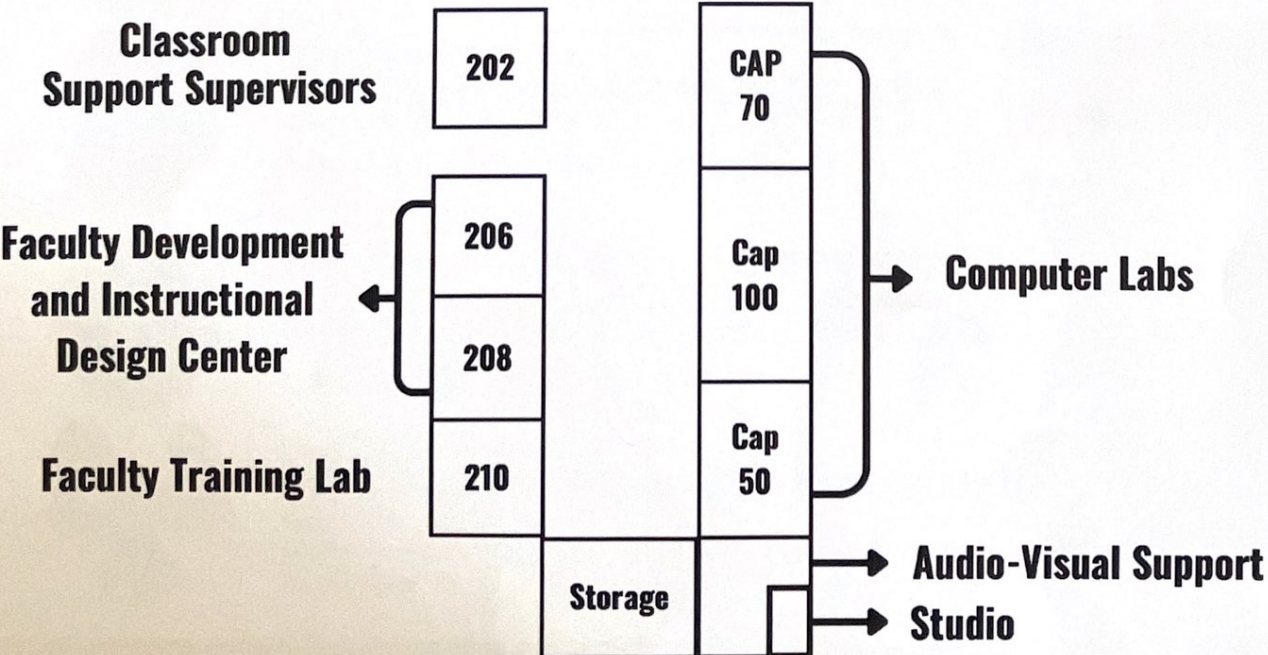 Classroom
Support Supervisors
202
CAP
70
206
Faculty Development
and Instructional
Design Center
208
Cap
100
Computer Labs
Cap
50
Faculty Training Lab
210
Storage
Audio-Visual Support
Studio